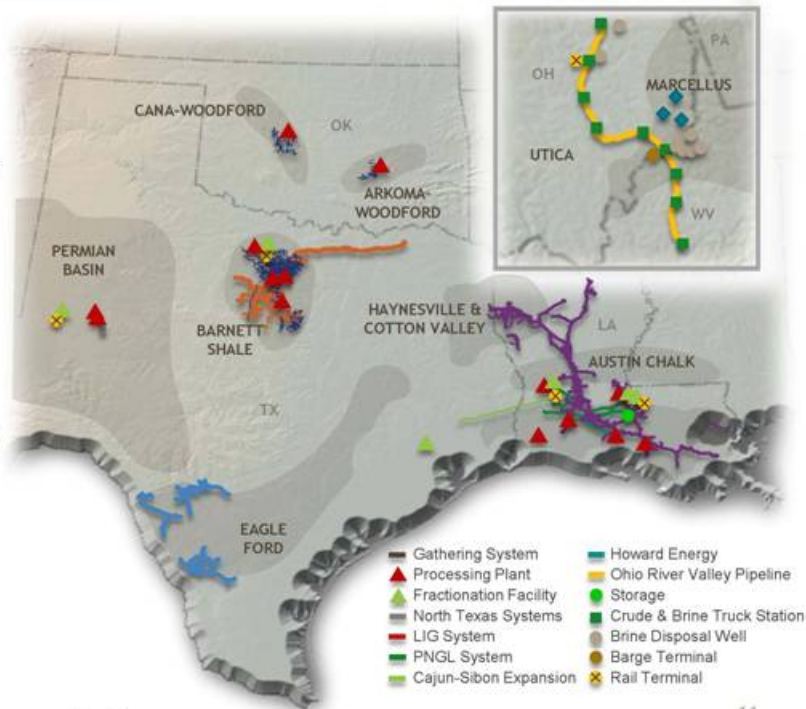 CANA-WOODFORD
OK
ARKOMA-
WOODFORD
PERMIAN
BASIN
BARNETT
SHALE
HAYNESVILLE &
COTTON VALLEY
LA
AUSTIN CHALK
TX
EAGLE
FORD
PA
OH
MARCELLUS
UTICA
WV
Gathering System
Processing Plant
Fractionation Facility
North Texas Systems
LIG System
PNGL System
Cajun-Sibon Expansion
Howard Energy
Ohio River Valley Pipeline
Storage
Crude & Brine Truck Station
Brine Disposal Well
Barge Terminal
Rail Terminal